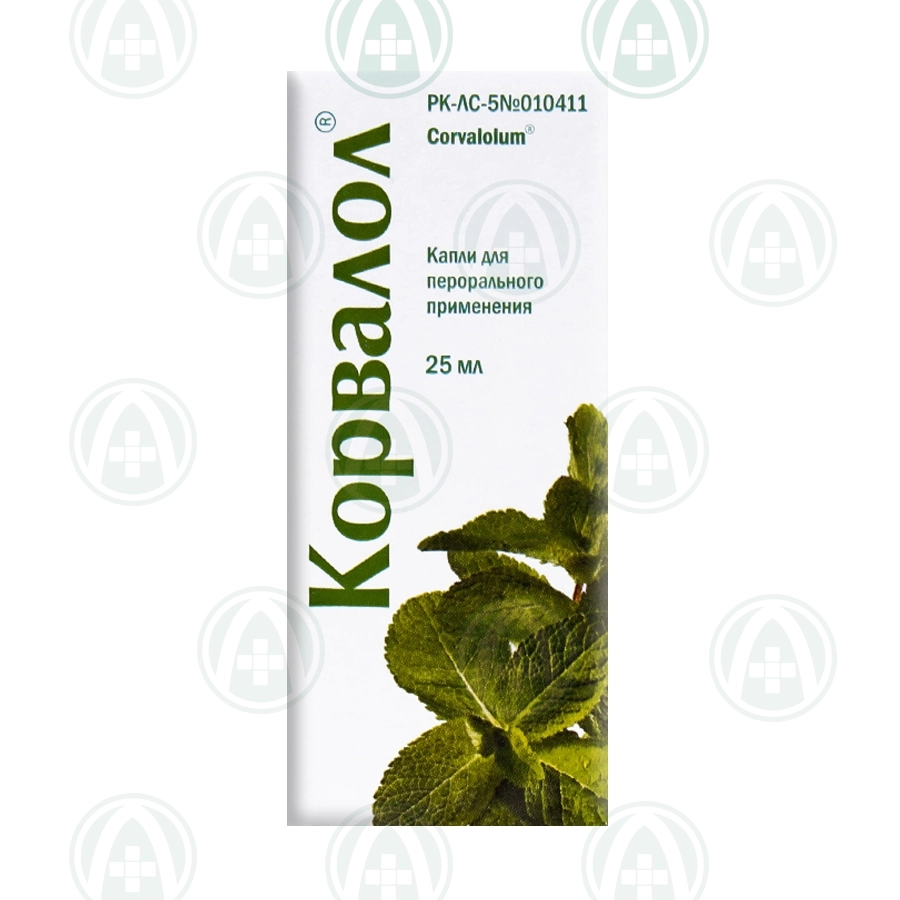 Корвалол®
РК-ЛС-5№010411
Corvalolum®
Капли для
перорального
применения
25 мл